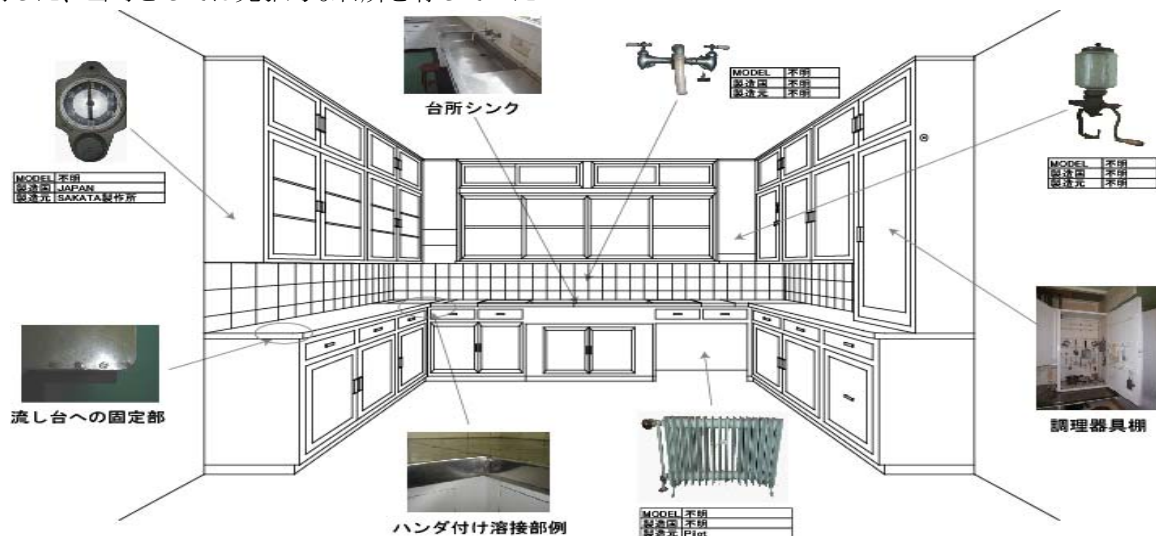 台所シンク
MODEL 不明
製造国 不明
製造元 不明
MODEL 不明
製造国 不明
製造元 不明
MODEL 不明
製造国 JAPAN
製造元 SAKATA製作所
流し台への固定部
調理器具棚
ハンダ付け溶接部例
MODEL 不明
製造国 不明
製造元 Pilot